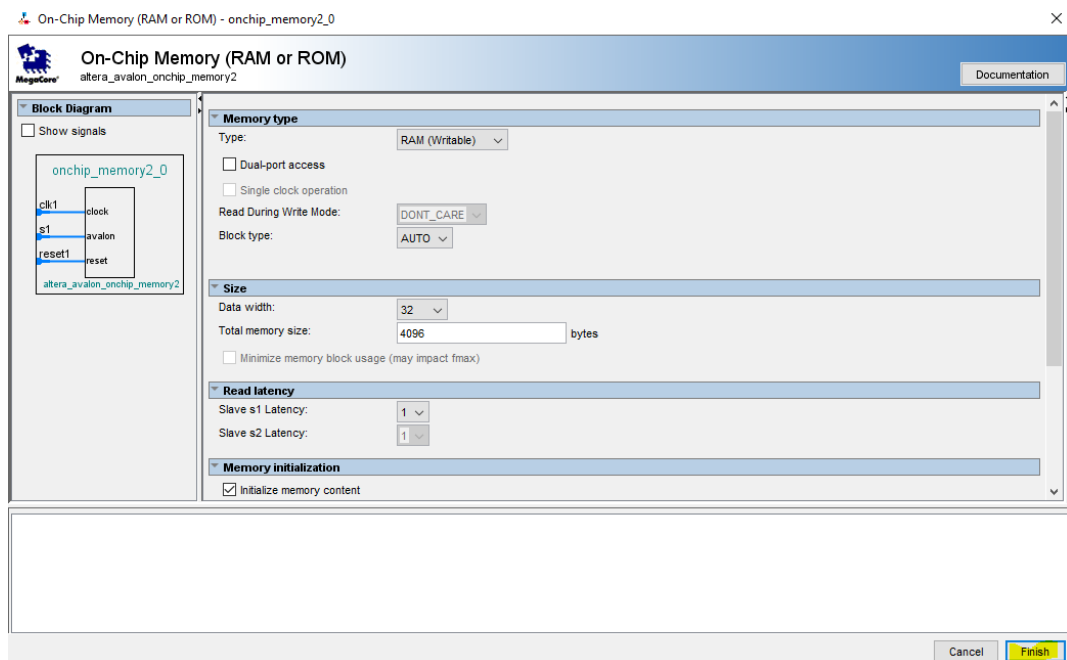 On-Chip Memory (RAM or ROM) - onchip_memory2_0
MegaCore'
On-Chip Memory (RAM or ROM)
altera_avalon_onchip_memory2
Documentation
Block Diagram
Show signals
onchip_memory2_0
clk1
clock
s1
avalon
reset1
reset
altera_avalon_onchip_memory2
Memory type
Type: RAM (Writable)
Dual-port access
Single clock operation
Read During Write Mode: DONT_CARE
Block type: AUTO
Size
Data width: 32
Total memory size: 4096 bytes
Minimize memory block usage (may impact fmax)
Read latency
Slave s1 Latency: 1
Slave s2 Latency: 1
Memory initialization
Initialize memory content
Cancel Finish